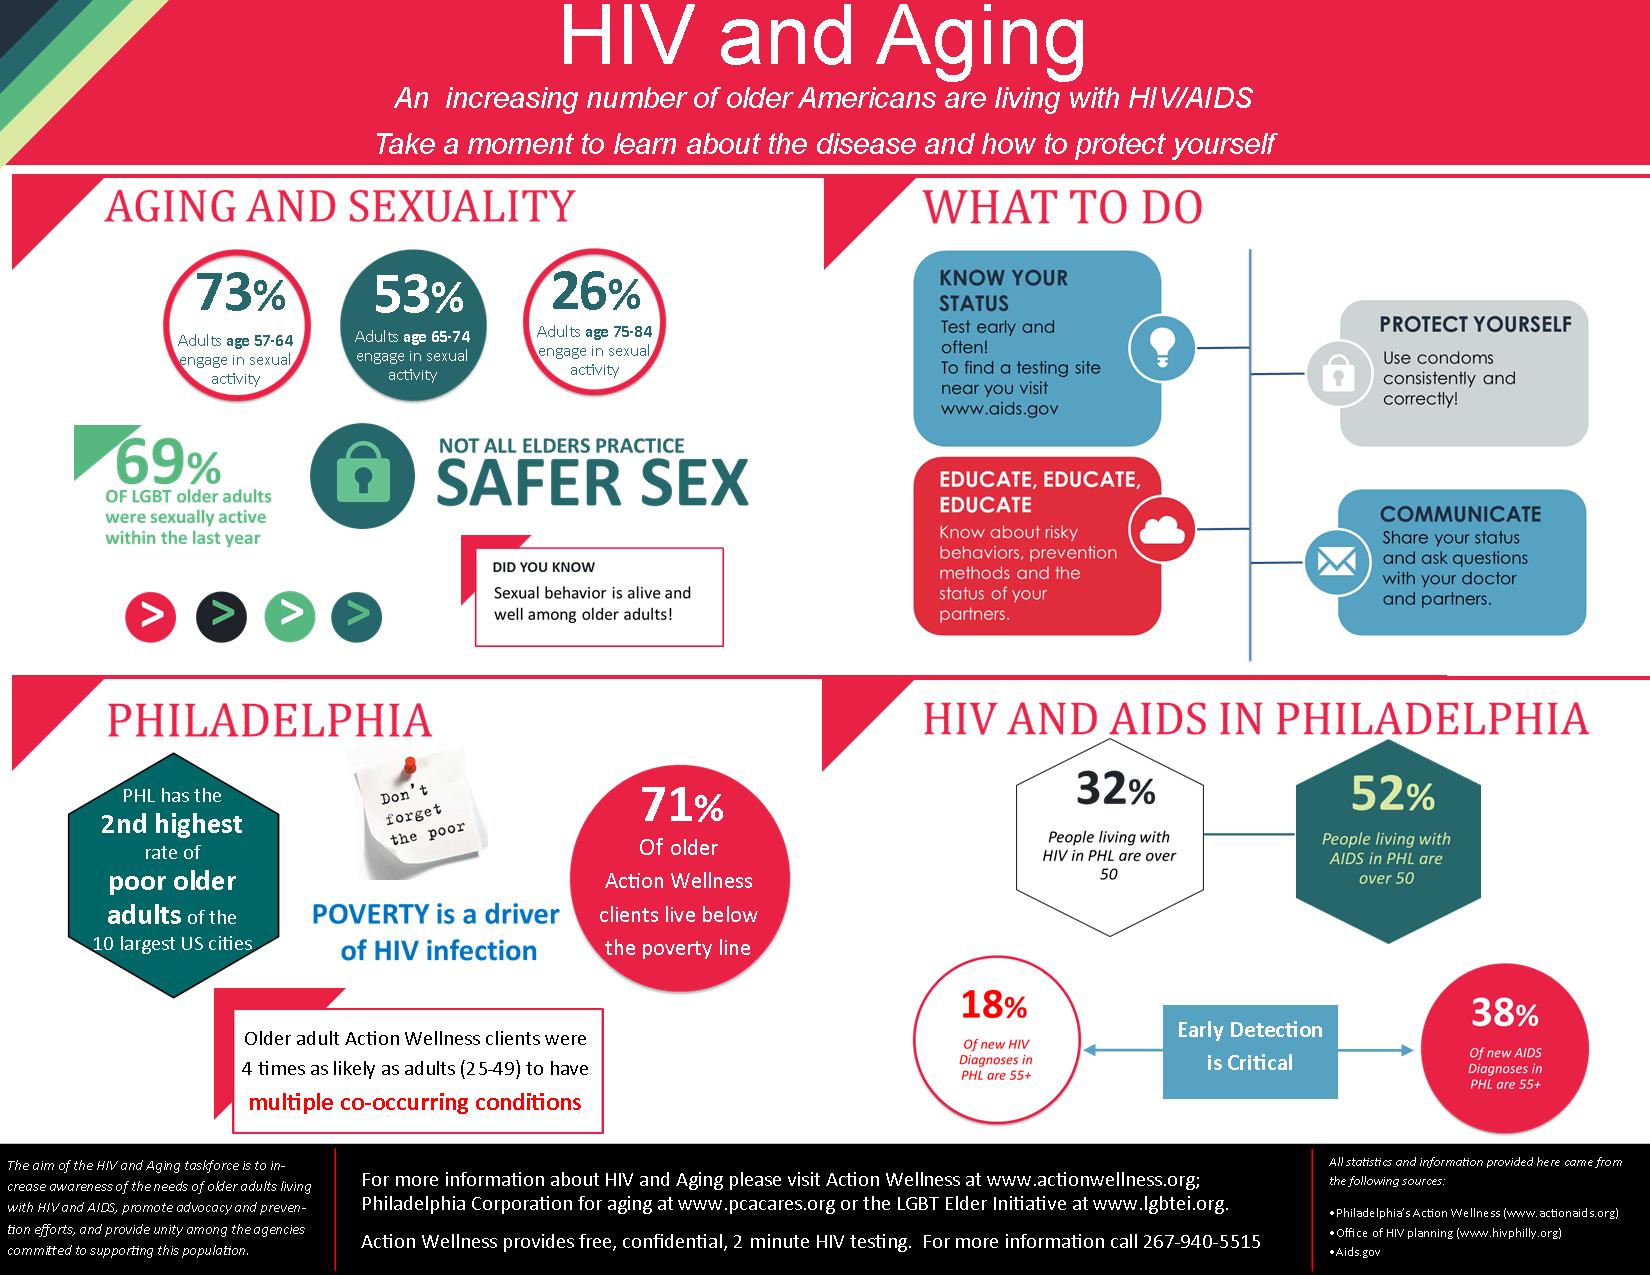 HIV and Aging
An increasing number of older Americans are living with HIV/AIDS
Take a moment to learn about the disease and how to protect yourself
AGING AND SEXUALITY
73%
Adults age 57-64
engage in sexual
activity
53%
Adults age 65-74
engage in sexual
activity
26%
Adults age 75-84
engage in sexual
activity
69%
OF LGBT older adults
were sexually active
within the last year
NOT ALL ELDERS PRACTICE
SAFER SEX
DID YOU KNOW
Sexual behavior is alive and
well among older adults!
> > > >
WHAT TO DO
KNOW YOUR
STATUS
Test early and
often!
To find a testing site
near you visit
www.aids.gov
PROTECT YOURSELF
Use condoms
consistently and
correctly!
EDUCATE, EDUCATE,
EDUCATE
Know about risky
behaviors, prevention
methods and the
status of your
partners.
COMMUNICATE
Share your status
and ask questions
with your doctor
and partners.
PHILADELPHIA
PHL has the
2nd highest
rate of
poor older
adults of the
10 largest US cities
Don't
forget
the poor
POVERTY is a driver
of HIV infection
71%
Of older
Action Wellness
clients live below
the poverty line
Older adult Action Wellness clients were
4 times as likely as adults (25-49) to have
multiple co-occurring conditions
HIV AND AIDS IN PHILADELPHIA
32%
People living with
HIV in PHL are over
50
52%
People living with
AIDS in PHL are
over 50
18%
Of new HIV
Diagnoses in
PHL are 55+
Early Detection
is Critical
38%
Of new AIDS
Diagnoses in
PHL are 55+
The aim of the HIV and Aging taskforce is to in-
crease awareness of the needs of older adults living
with HIV and AIDS, promote advocacy and preven-
tion efforts, and provide unity among the agencies
committed to supporting this population.
For more information about HIV and Aging please visit Action Wellness at www.actionwellness.org;
Philadelphia Corporation for aging at www.pcacares.org or the LGBT Elder Initiative at www.lgbtei.org.
Action Wellness provides free, confidential, 2 minute HIV testing. For more information call 267-940-5515
All statistics and information provided here came from
the following sources:
•Philadelphia's Action Wellness (www.actionaids.org)
•Office of HIV planning (www.hivphilly.org)
•Aids.gov